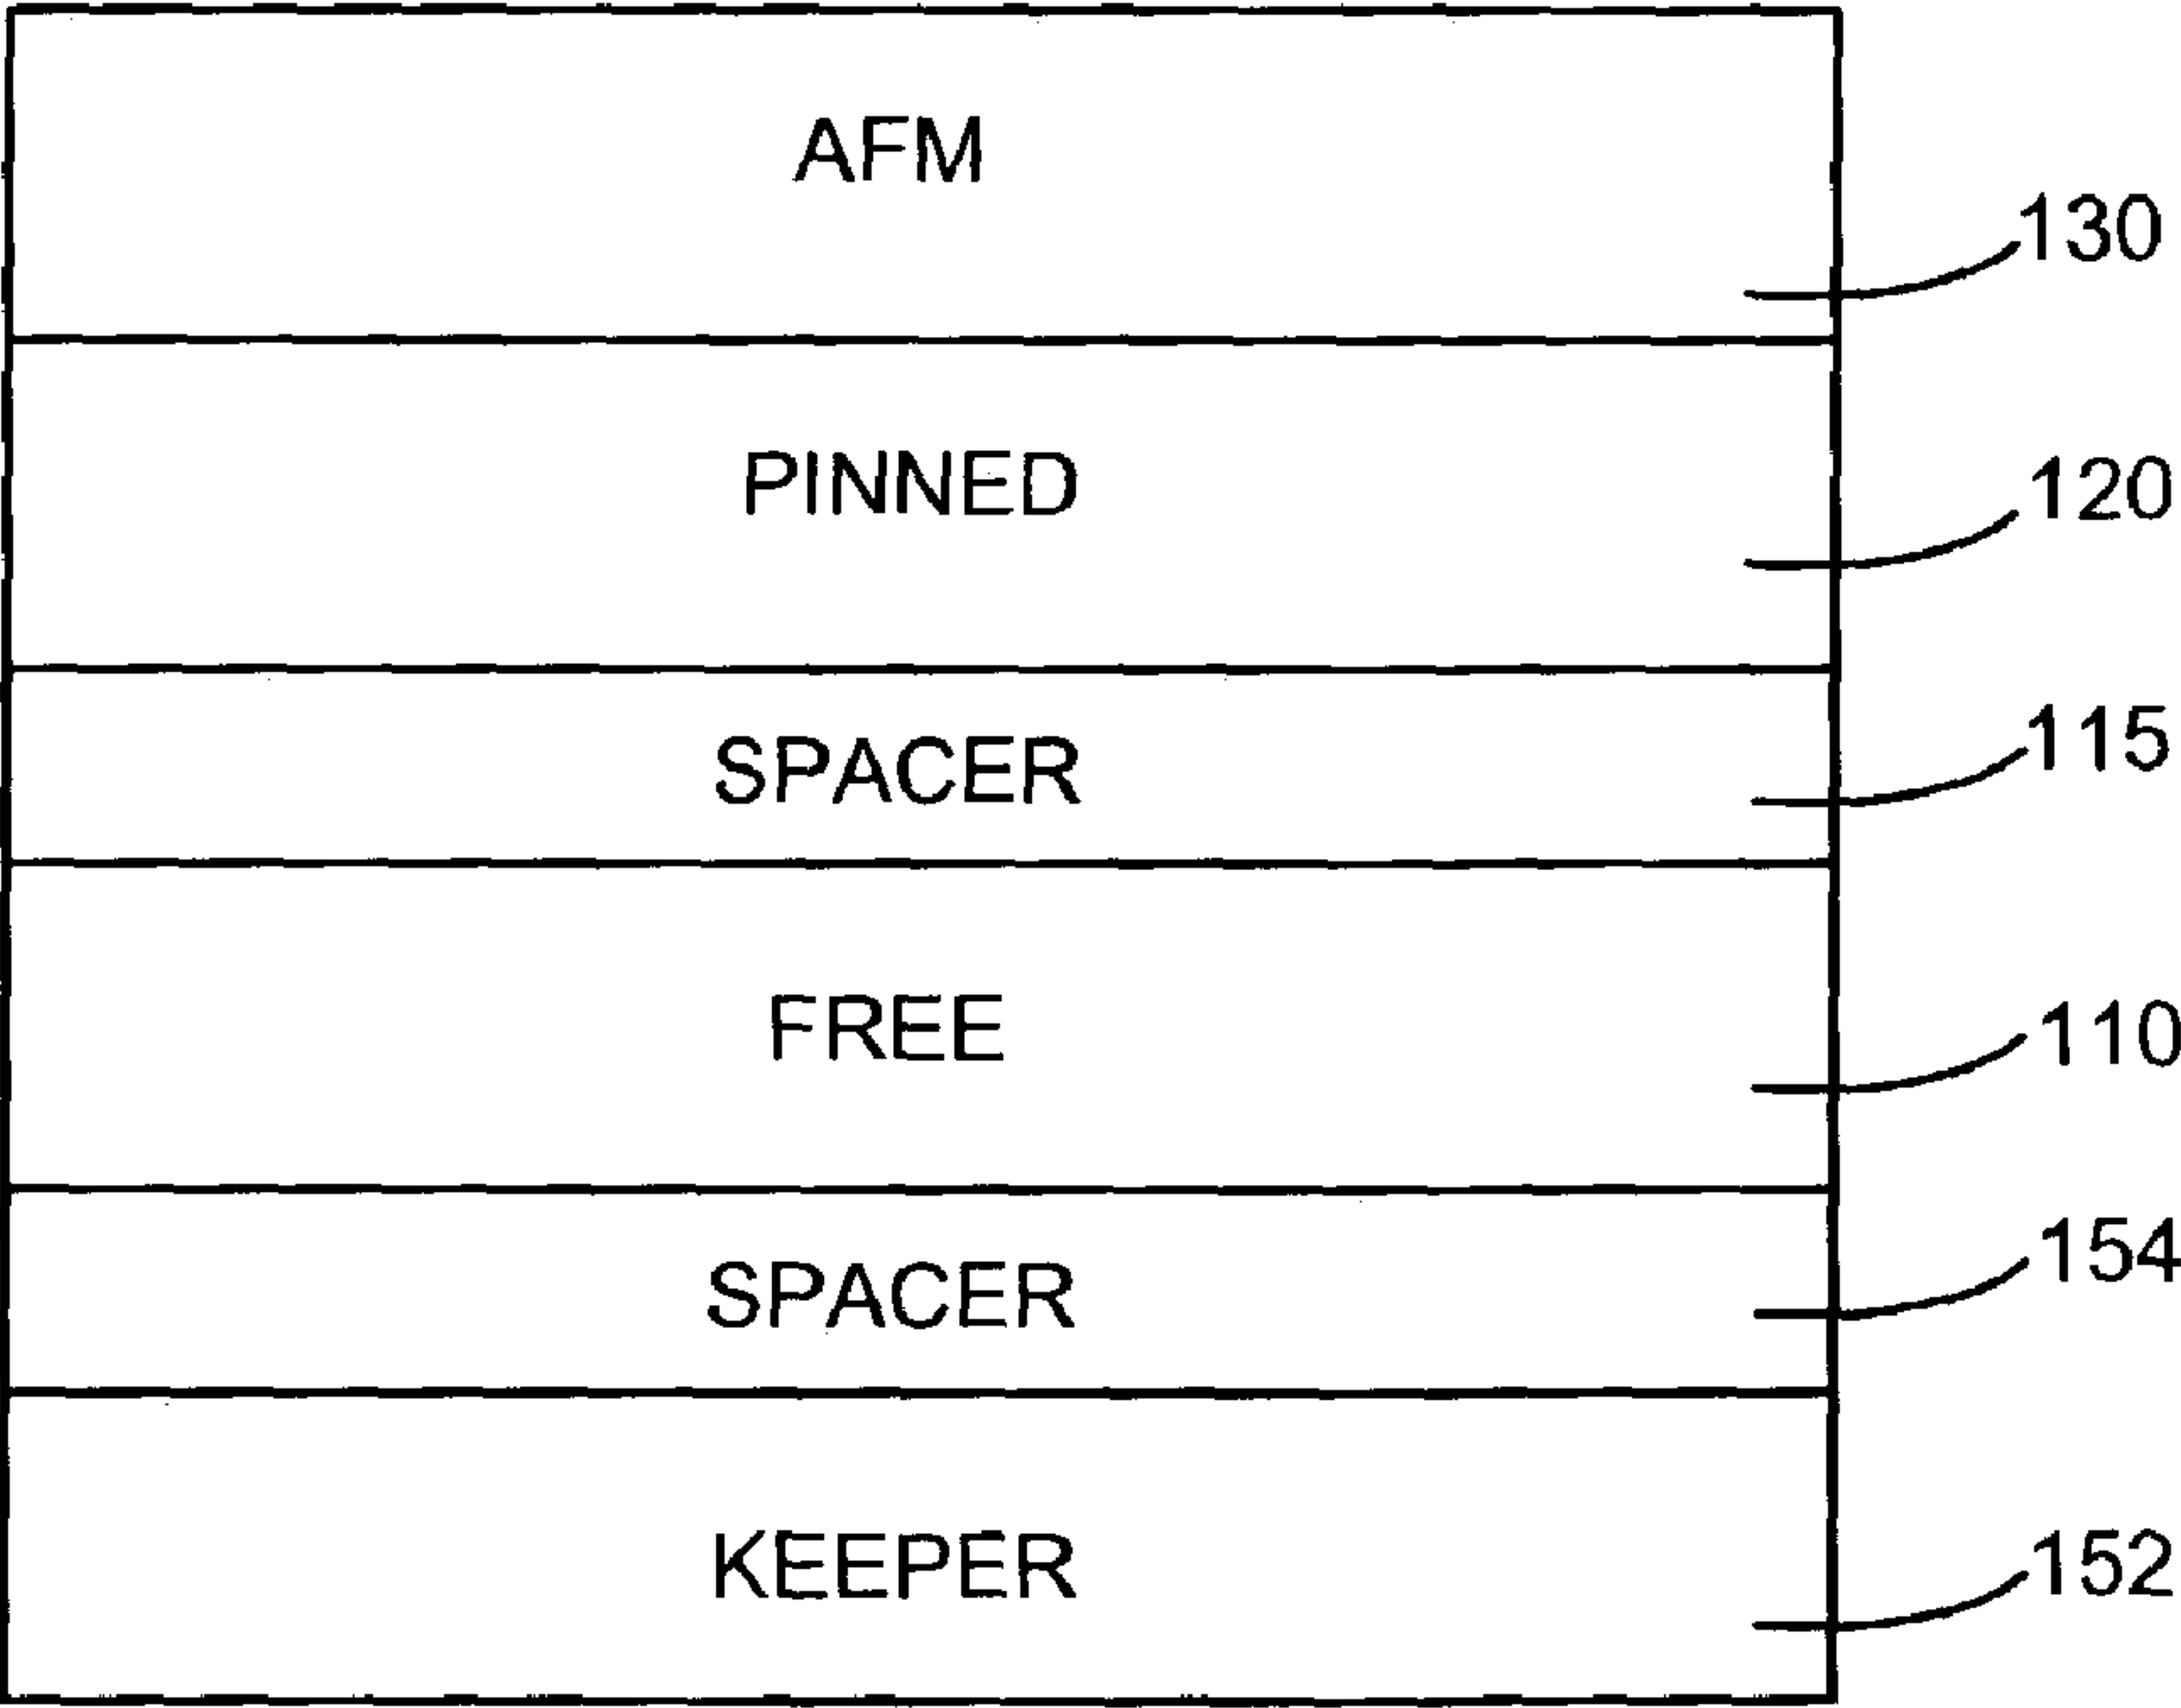 AFM
130
PINNED
120
SPACER
115
FREE
110
SPACER
154
KEEPER
152